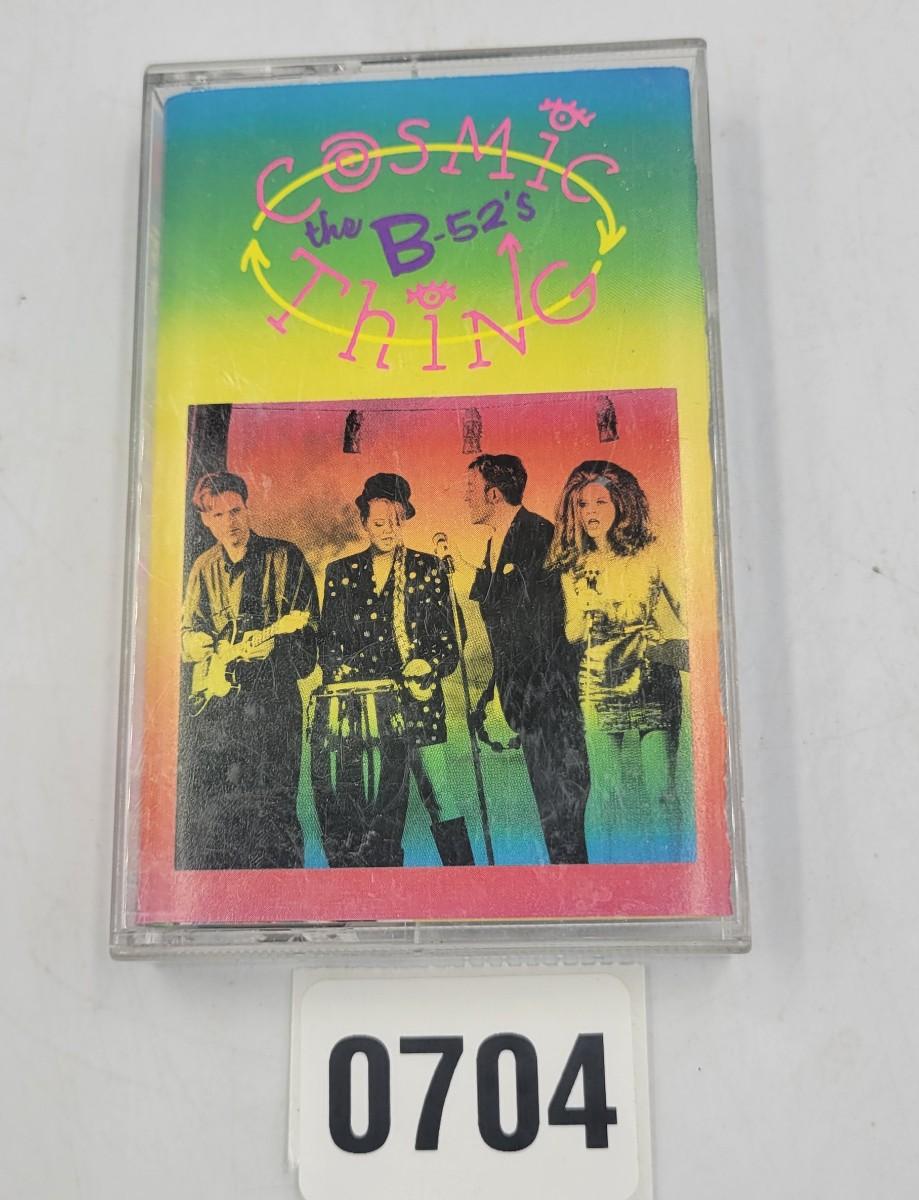 COSMiC
the B-52's
ThiNG
0704